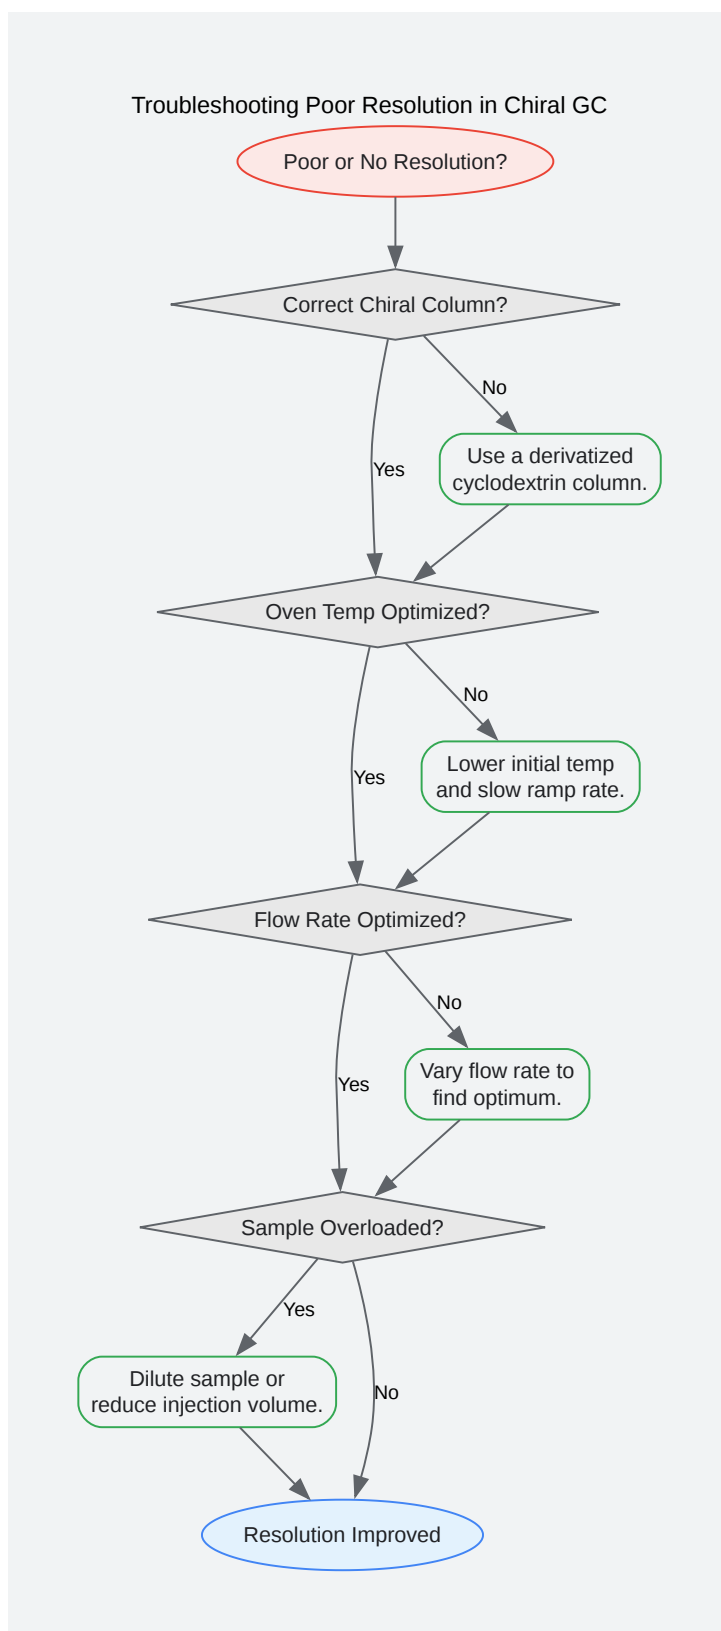 Troubleshooting Poor Resolution in Chiral GC
Poor or No Resolution?
Correct Chiral Column?
No
Yes
Use a derivatized
cyclodextrin column.
Oven Temp Optimized?
No
Yes
Lower initial temp
and slow ramp rate.
Flow Rate Optimized?
No
Yes
Vary flow rate to
find optimum.
Sample Overloaded?
Yes
Dilute sample or
reduce injection volume.
No
Resolution Improved